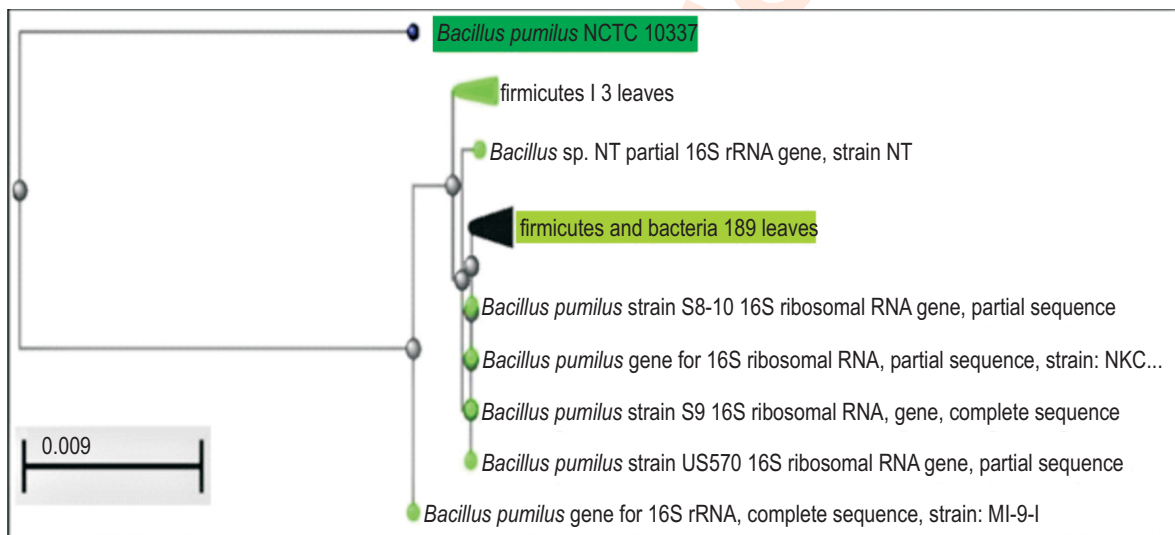 Bacillus pumilus NCTC 10337
firmicutes I 3 leaves
Bacillus sp. NT partial 16S rRNA gene, strain NT
firmicutes and bacteria 189 leaves
Bacillus pumilus strain S8-10 16S ribosomal RNA gene, partial sequence
Bacillus pumilus gene for 16S ribosomal RNA, partial sequence, strain: NKC...
Bacillus pumilus strain S9 16S ribosomal RNA, gene, complete sequence
0.009
Bacillus pumilus strain US570 16S ribosomal RNA gene, partial sequence
Bacillus pumilus gene for 16S rRNA, complete sequence, strain: MI-9-I